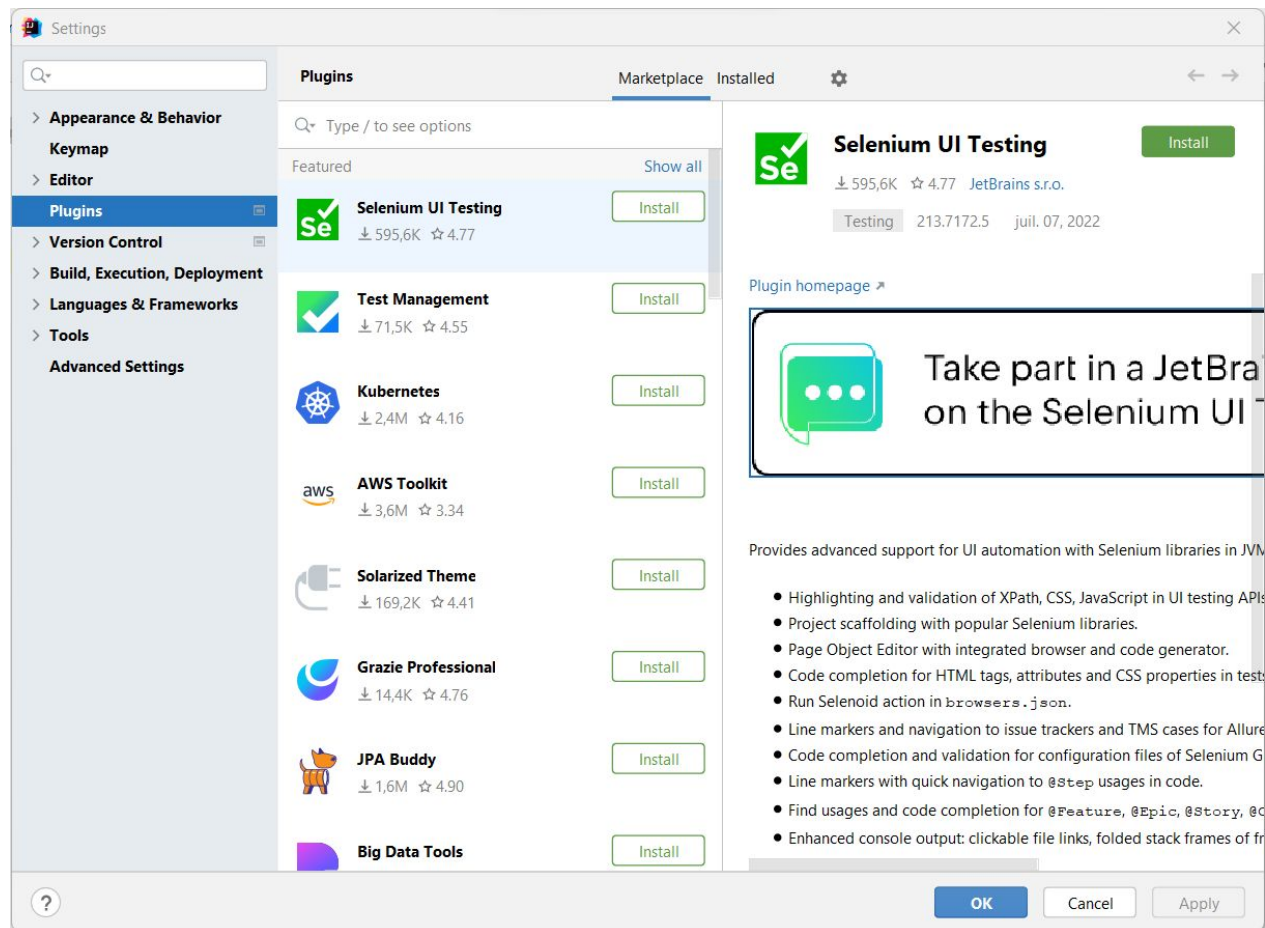 Settings
Appearance & Behavior
Keymap
Editor
Plugins
Version Control
Build, Execution, Deployment
Languages & Frameworks
Tools
Advanced Settings
Plugins
Marketplace Installed
Type / to see options
Featured Show all
Selenium UI Testing Install
595,6K 4.77
Test Management Install
71,5K 4.55
Kubernetes Install
2,4M 4.16
aws
AWS Toolkit Install
3,6M 3.34
Solarized Theme Install
169,2K 4.41
Grazie Professional Install
14,4K 4.76
JPA Buddy Install
1,6M 4.90
Big Data Tools Install
Se
Se
Selenium UI Testing Install
595,6K 4.77 JetBrains s.r.o.
Testing 213.7172.5 juil. 07, 2022
Plugin homepage
Take part in a JetBra
on the Selenium UI
Provides advanced support for UI automation with Selenium libraries in JVM
Highlighting and validation of XPath, CSS, JavaScript in UI testing APIs
Project scaffolding with popular Selenium libraries.
Page Object Editor with integrated browser and code generator.
Code completion for HTML tags, attributes and CSS properties in tests
Run Selenoid action in browsers.json.
Line markers and navigation to issue trackers and TMS cases for Allure
Code completion and validation for configuration files of Selenium G
Line markers with quick navigation to @Step usages in code.
Find usages and code completion for @Feature, @Epic, @Story,
Enhanced console output: clickable file links, folded stack frames of fr
? OK Cancel Apply